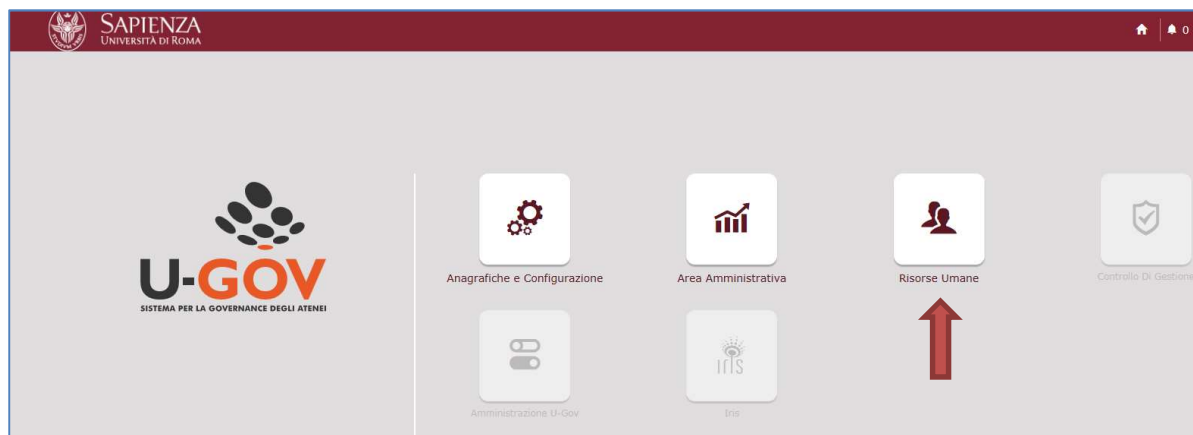 SAPIENZA
UNIVERSITÀ DI ROMA
0
U-GOV
SISTEMA PER LA GOVERNANCE DEGLI ATENEI
Anagrafiche e Configurazione
Area Amministrativa
Risorse Umane
Controllo Di Gestione
Amministrazione U-Gov
IrIs
Iris